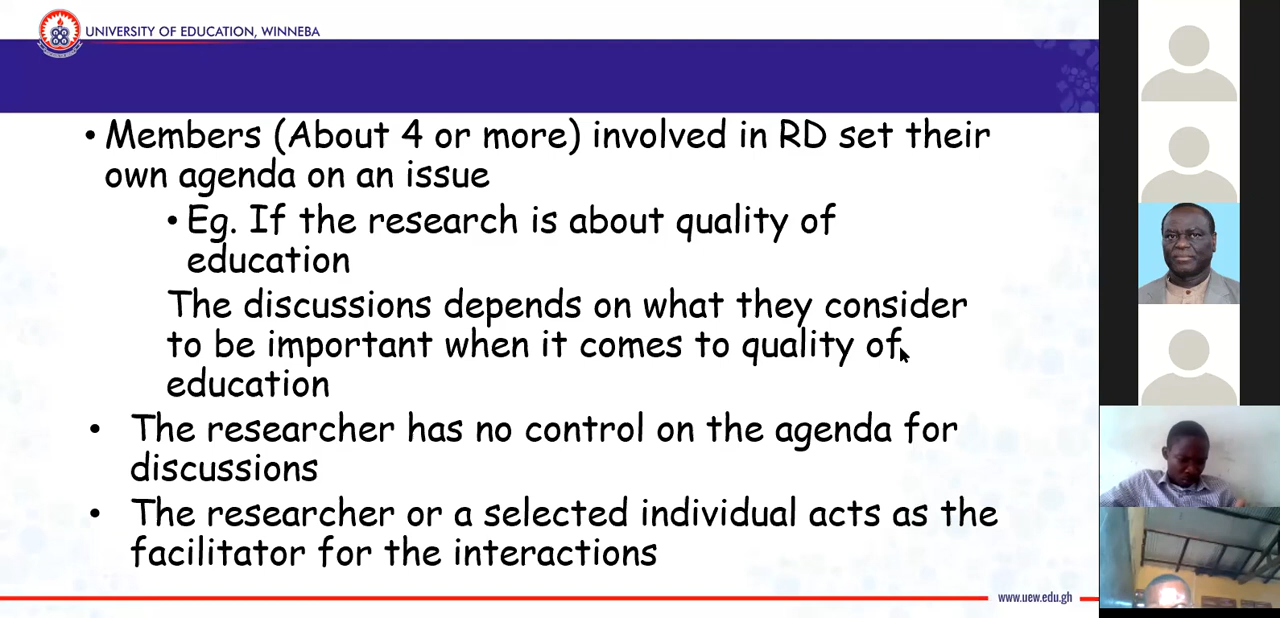 UNIVERSITY OF EDUCATION, WINNEBA
• Members (About 4 or more) involved in RD set their
own agenda on an issue
• Eg. If the research is about quality of
education
The discussions depends on what they consider
to be important when it comes to quality of
education
• The researcher has no control on the agenda for
discussions
• The researcher or a selected individual acts as the
facilitator for the interactions
www.uew.edu.gh